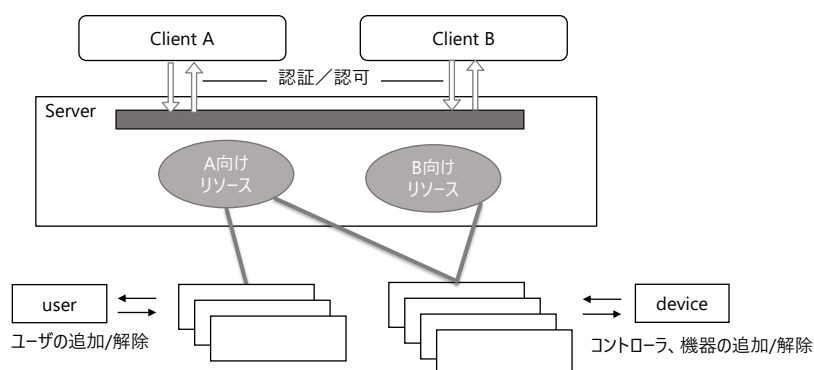 Client A
Client B
認証／認可
Server
A向け
リソース
B向け
リソース
user
device
ユーザの追加/解除
コントローラ、機器の追加/解除